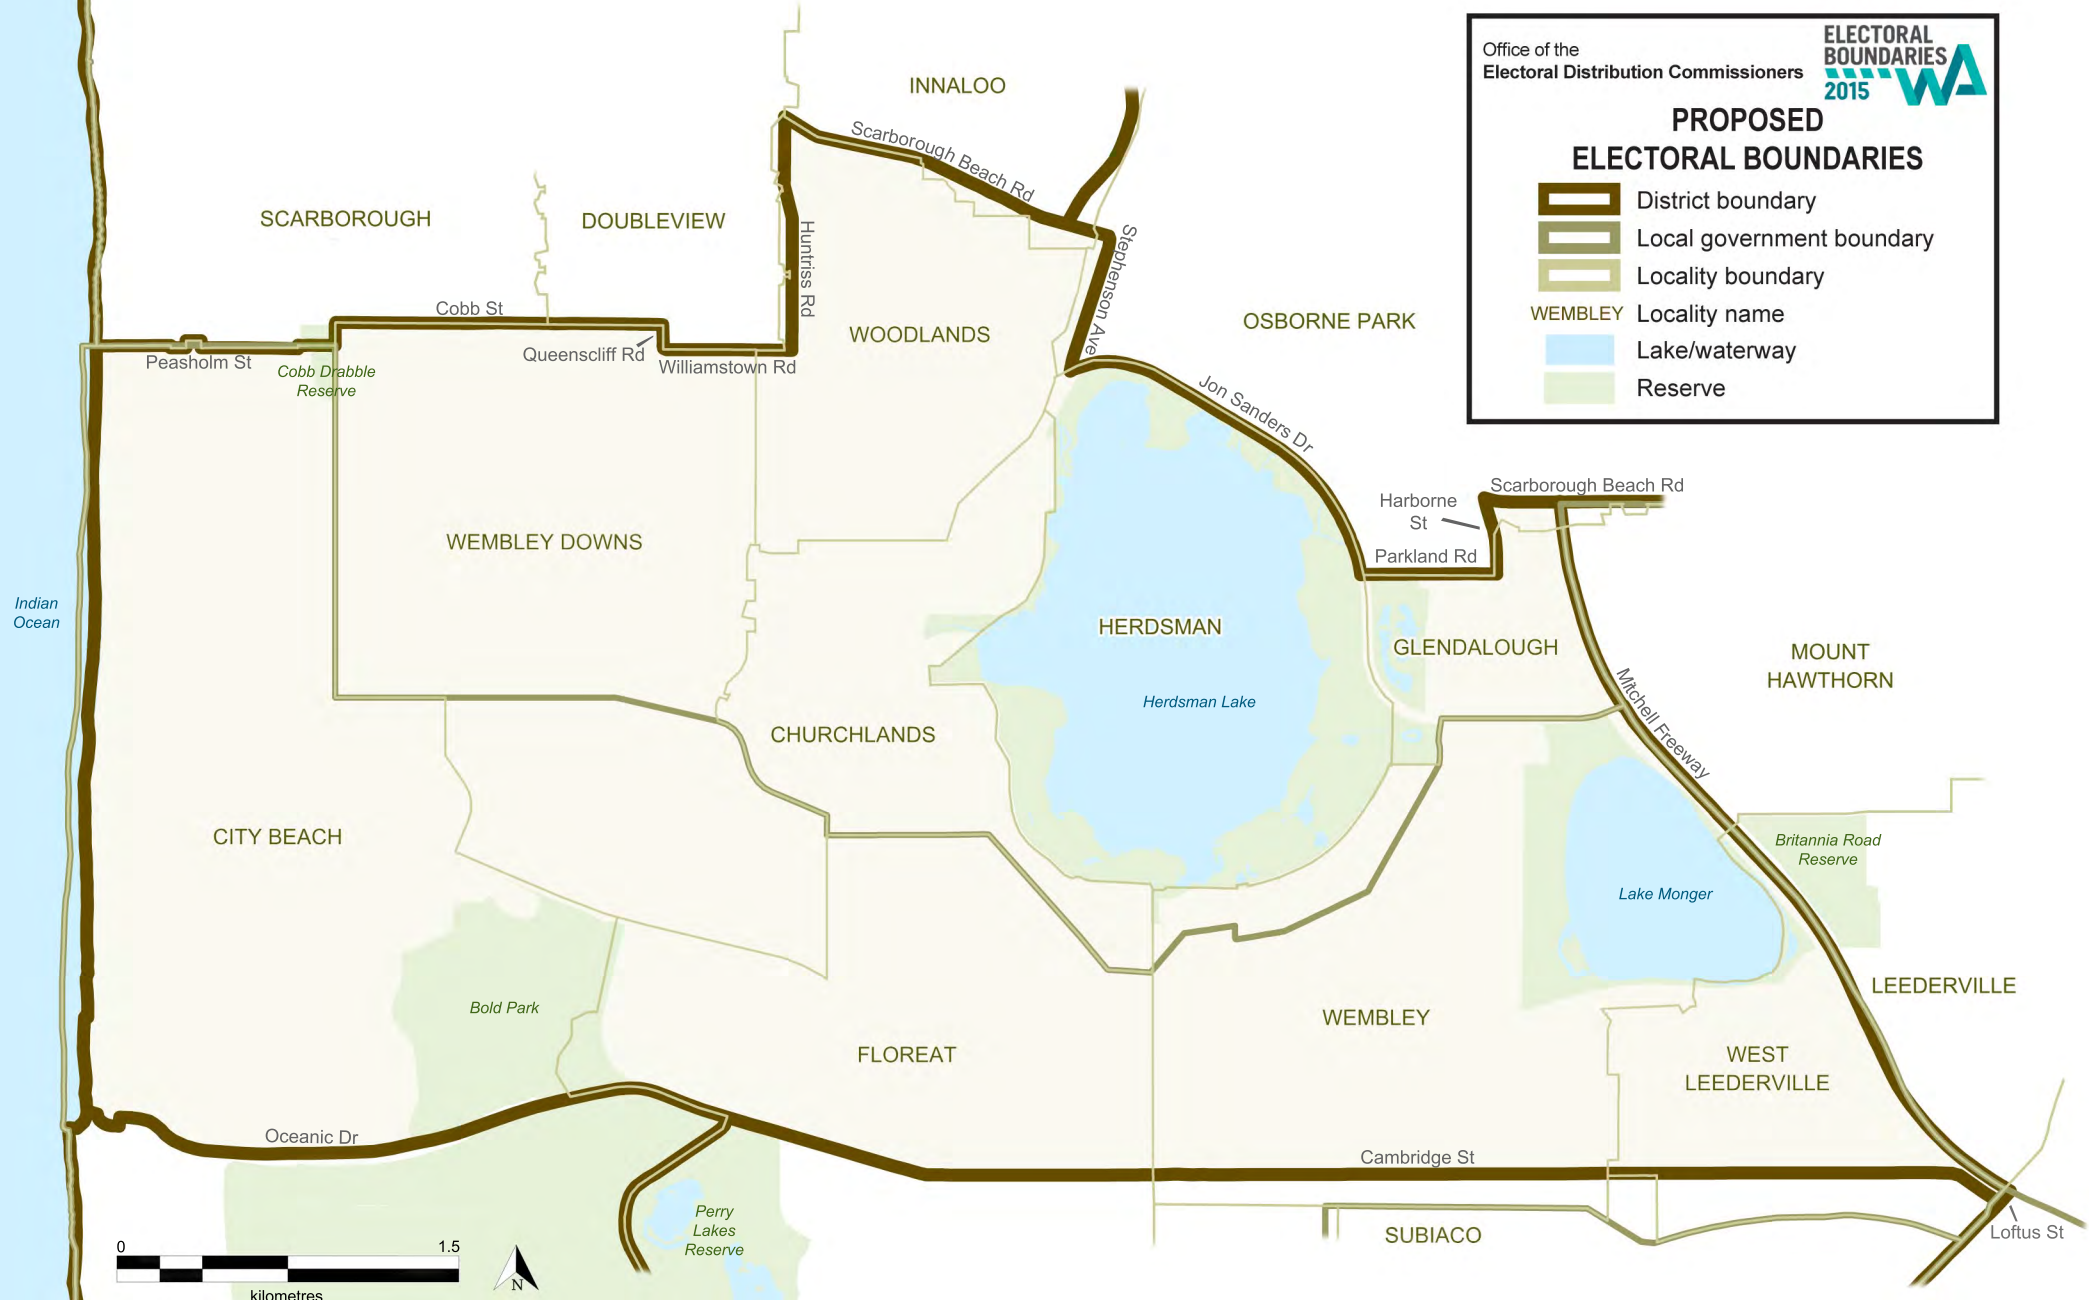 Office of the
Electoral Distribution Commissioners
ELECTORAL
BOUNDARIES
2015
WA
PROPOSED
ELECTORAL BOUNDARIES
District boundary
Local government boundary
Locality boundary
WEMBLEY Locality name
Lake/waterway
Reserve
INNALOO
Scarborough Beach Rd
SCARBOROUGH
DOUBLEVIEW
Huntriss Rd
Stephenson Ave
Cobb St
WOODLANDS
OSBORNE PARK
Queenscliff Rd
Peasholm St
Williamstown Rd
Cobb Drabble
Reserve
Jon Sanders Dr
Scarborough Beach Rd
Harborne
St
Parkland Rd
WEMBLEY DOWNS
Indian
Ocean
HERDSMAN
GLENDALOUGH
MOUNT
HAWTHORN
Herdsman Lake
Mitchell Freeway
CHURCHLANDS
CITY BEACH
Britannia Road
Reserve
Lake Monger
LEEDERVILLE
Bold Park
WEMBLEY
FLOREAT
WEST
LEEDERVILLE
Oceanic Dr
Cambridge St
Perry
Lakes
Reserve
SUBIACO
Loftus St
0 1.5
kilometres
N